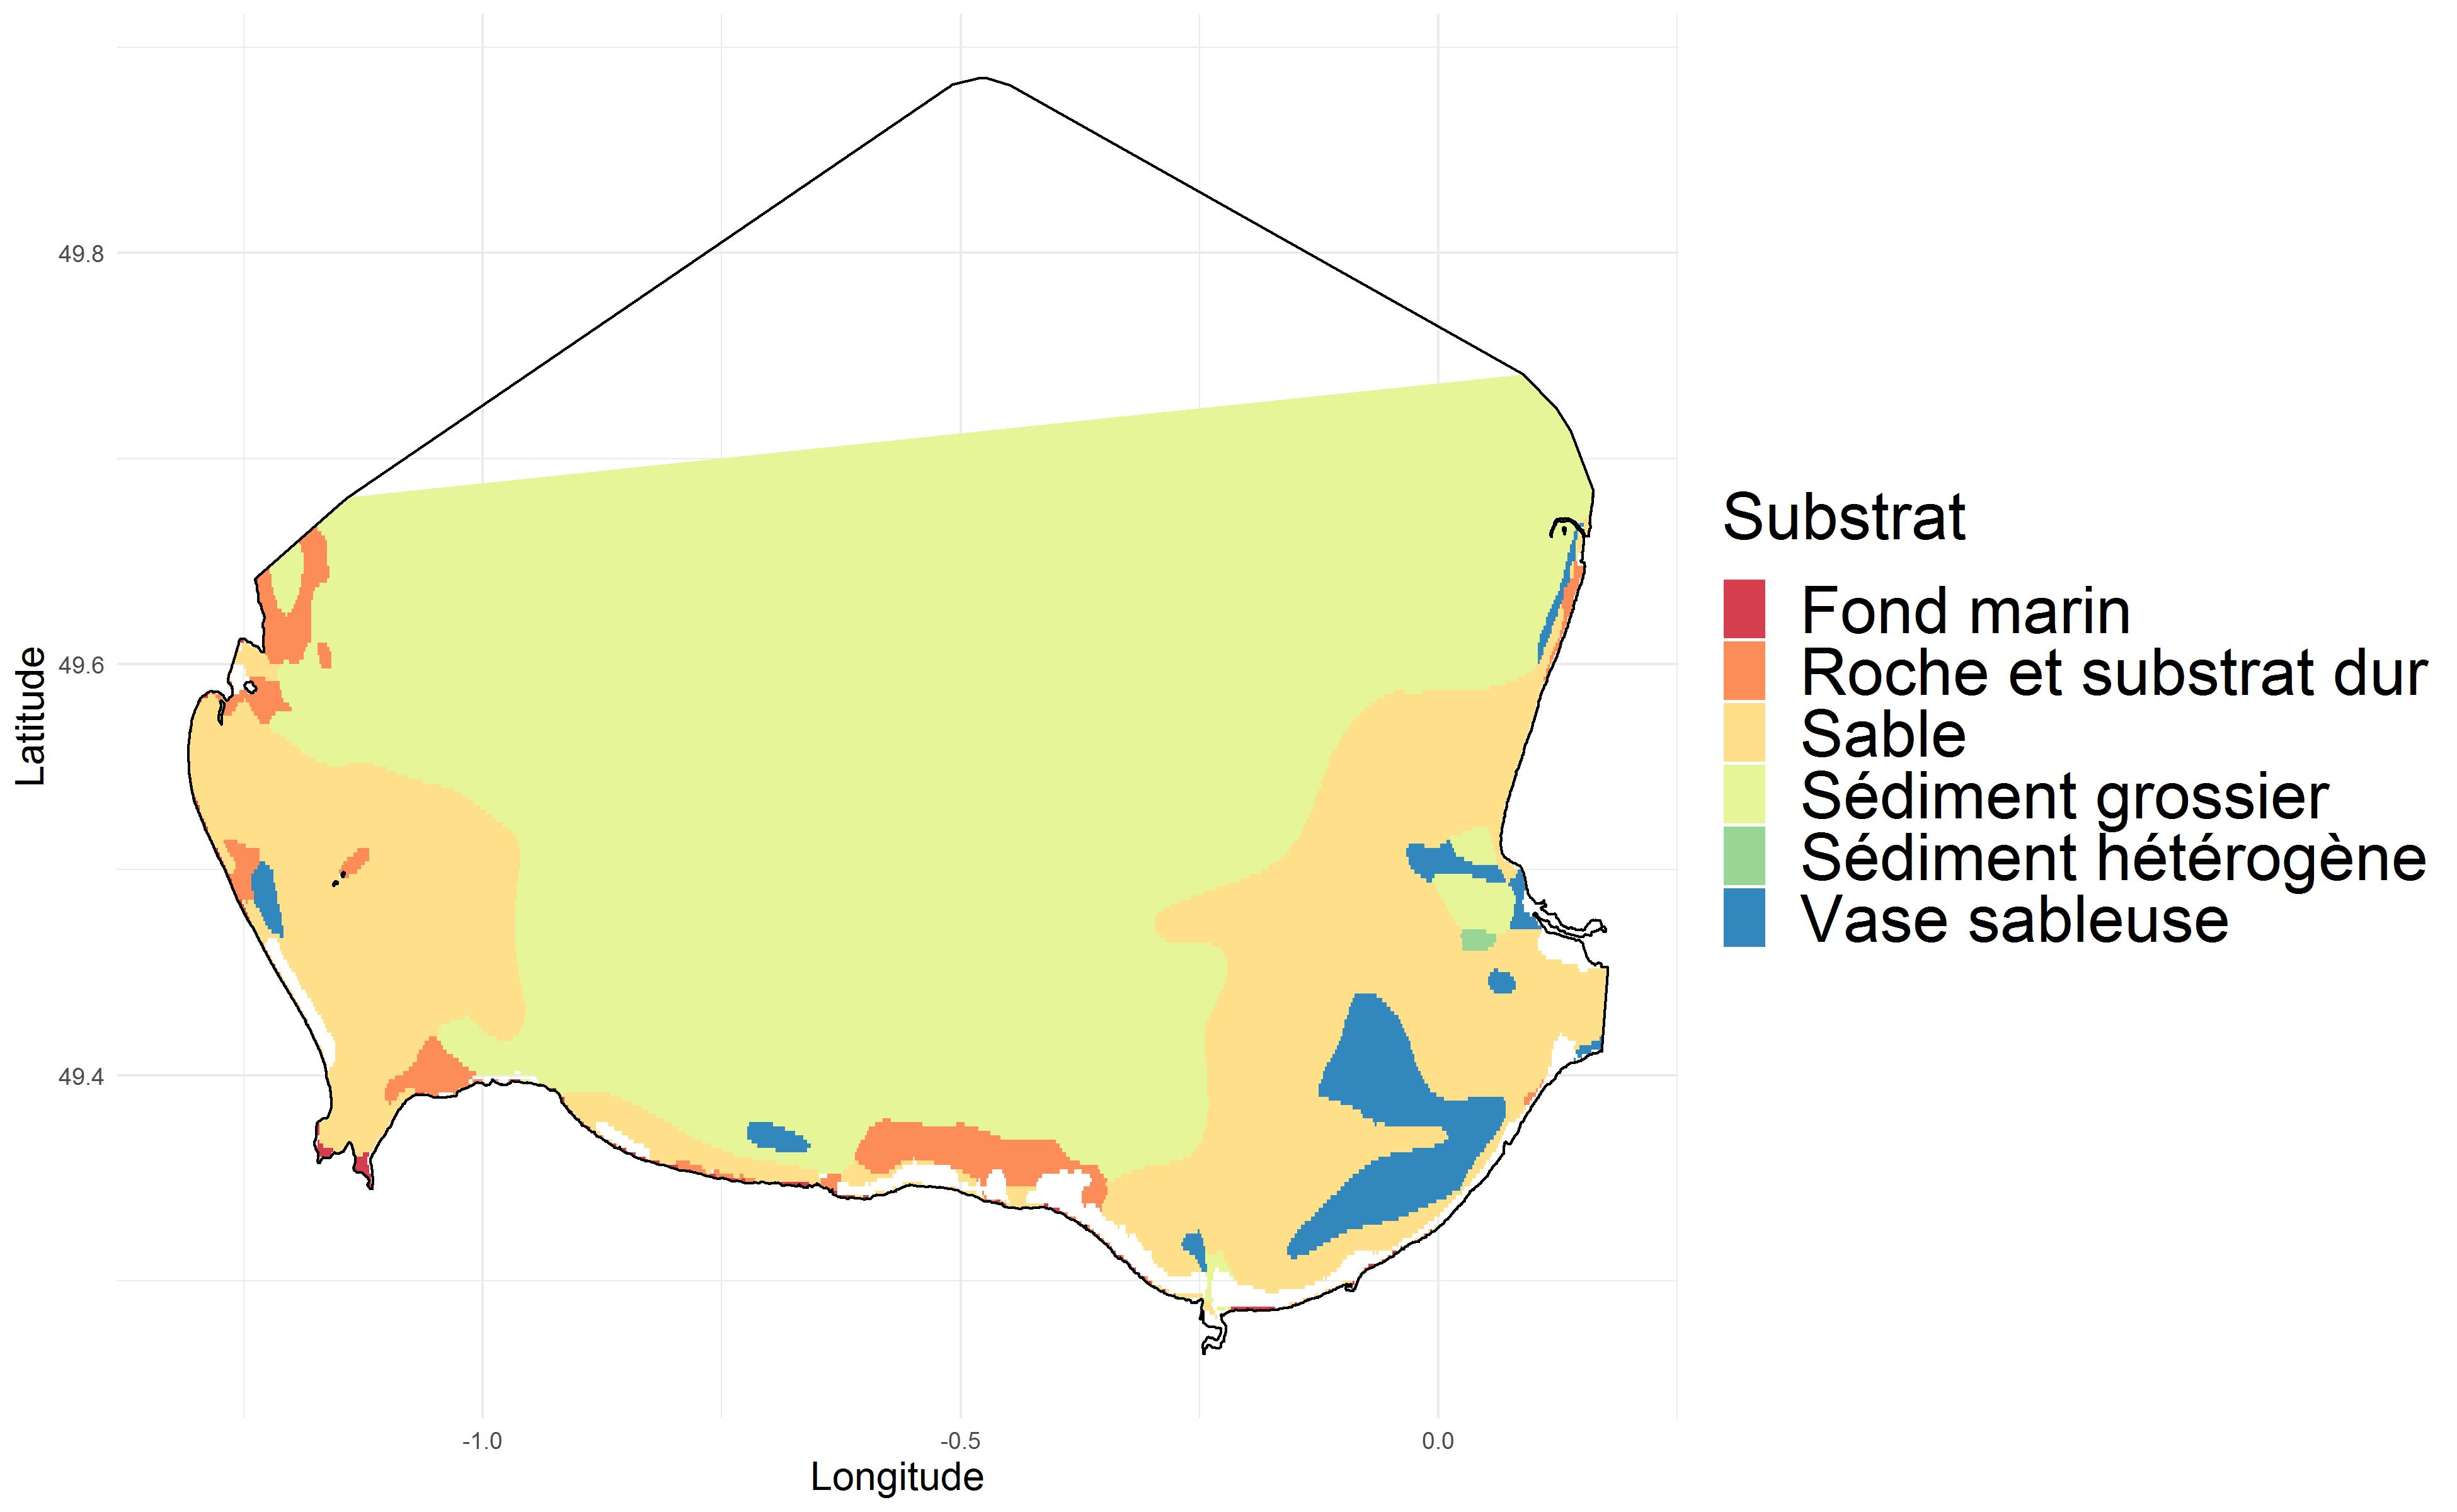 49.8
49.6
49.4
Latitude
-1.0
-0.5
0.0
Longitude
Substrat
Fond marin
Roche et substrat dur
Sable
Sédiment grossier
Sédiment hétérogène
Vase sableuse